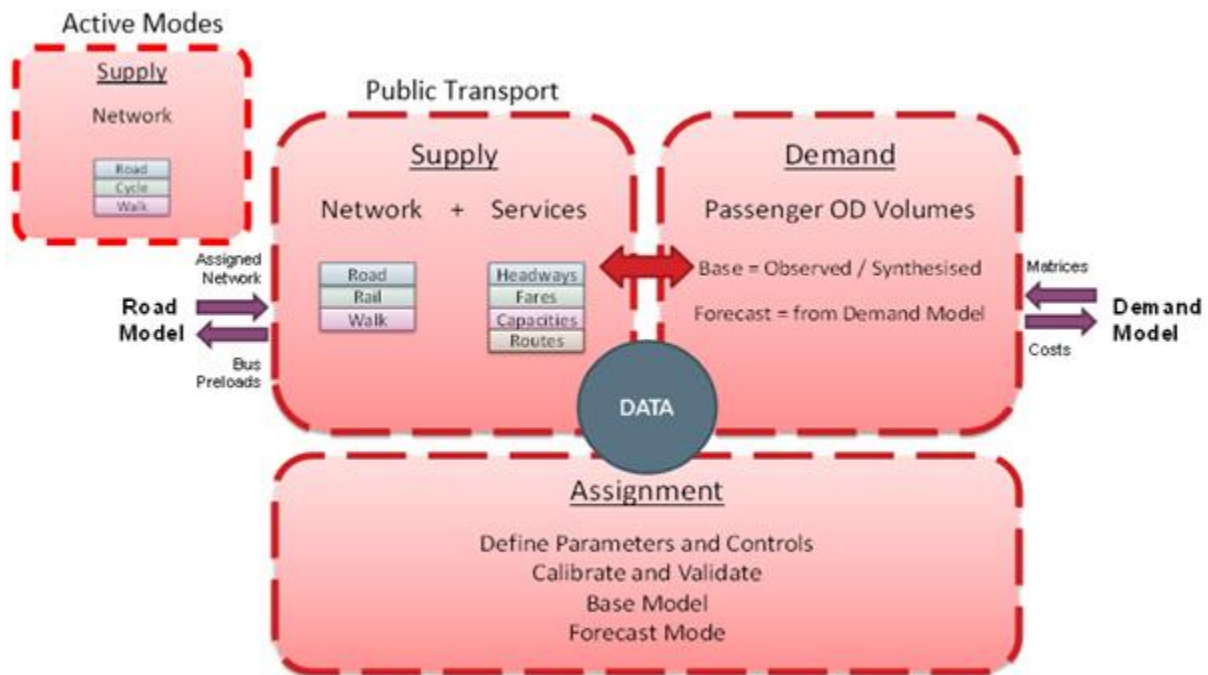 Active Modes
Supply
Network
Road
Cycle
Walk
Public Transport
Supply
Network + Services
Road
Rail
Walk
Headways
Fares
Capacities
Routes
Demand
Passenger OD Volumes
Base = Observed / Synthesised
Forecast = from Demand Model
Assigned
Network
Road
Model
Bus
Preloads
Matrices
Demand
Model
Costs
DATA
Assignment
Define Parameters and Controls
Calibrate and Validate
Base Model
Forecast Mode